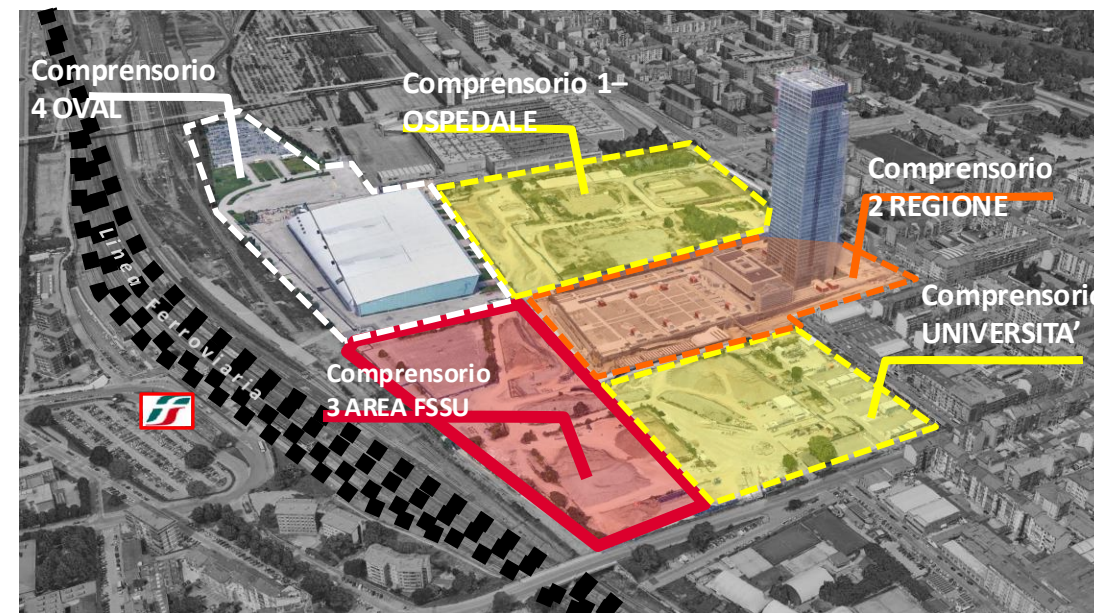 Comprensorio
4 OVAL
Comprensorio 1–
OSPEDALE
Comprensorio
2 REGIONE
Comprensorio
UNIVERSITA’
Comprensorio
3 AREA FSSU
Linea Ferroviaria